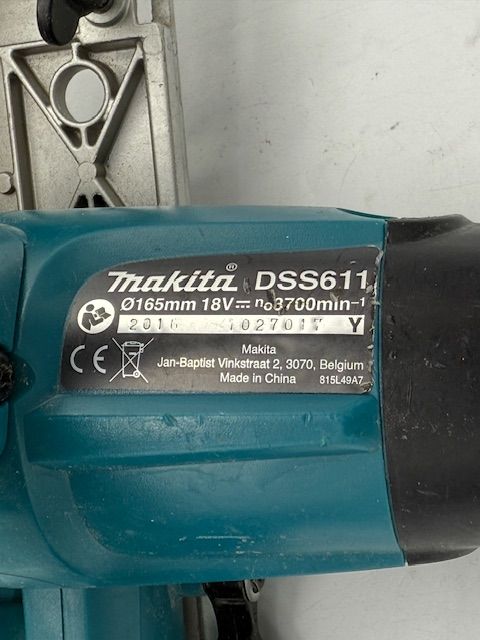 makita® DSS611
Ø165mm 18V⎓ n₀3700min⁻¹
2016 1027017 Y
CE
Makita
Jan-Baptist Vinkstraat 2, 3070, Belgium
Made in China 815L49A7